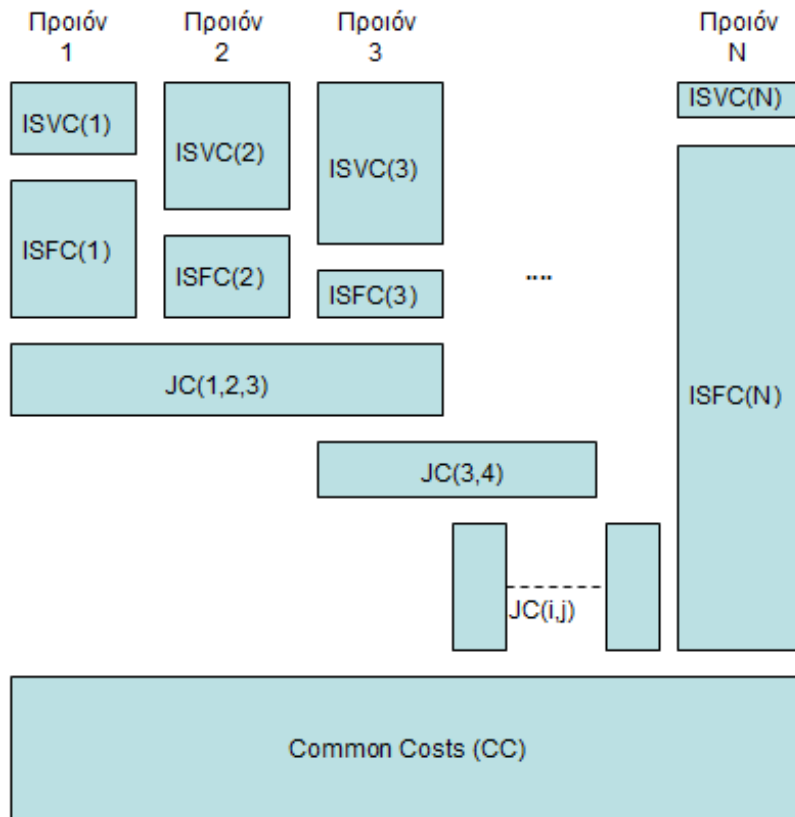 Προιόν Προιόν Προιόν Προιόν
1 2 3 N
ISVC(1) ISVC(2) ISVC(3) ISVC(N)
ISFC(1) ISFC(2) ISFC(3) ....
JC(1,2,3) ISFC(N)
JC(3,4)
JC(i,j)
Common Costs (CC)